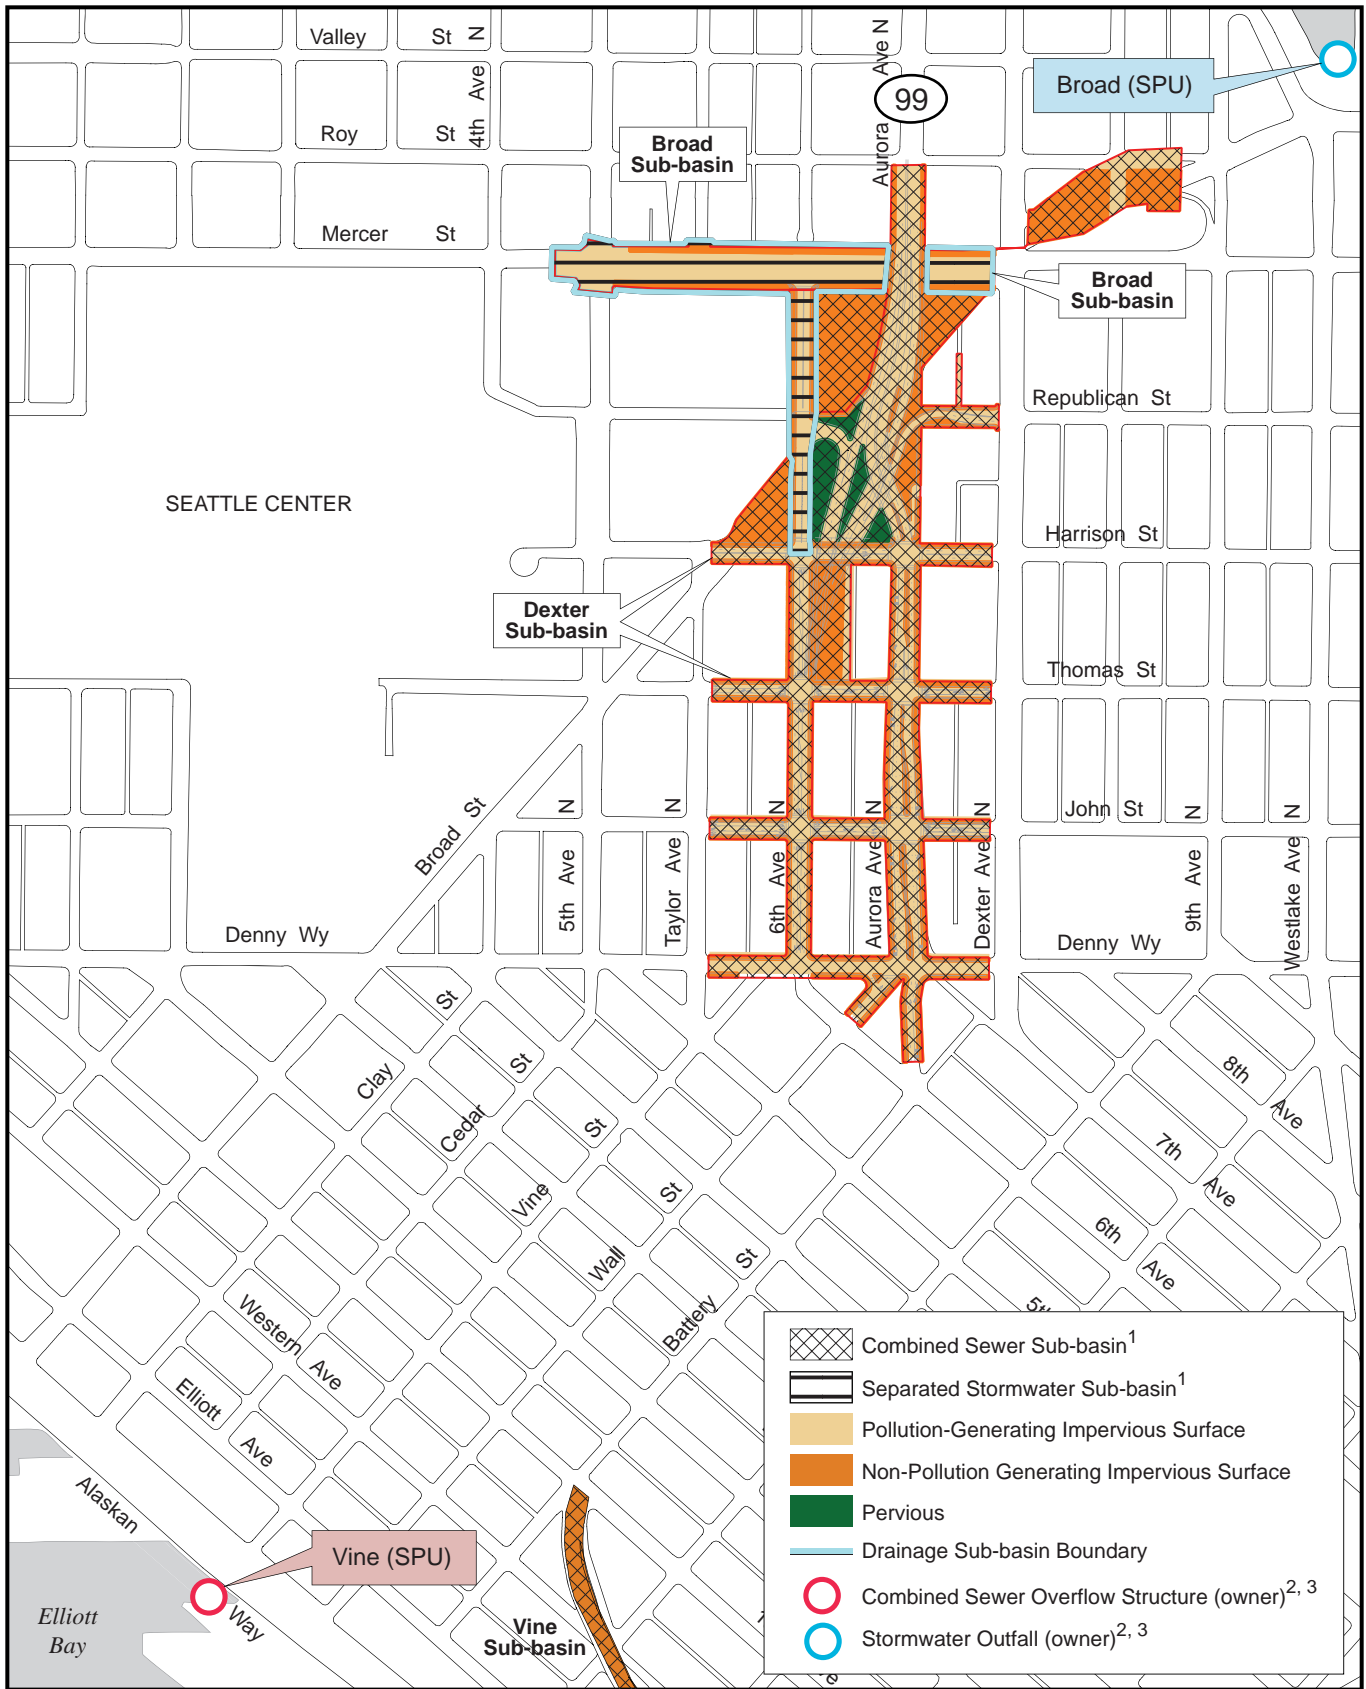 Valley St
4th Ave N
Aurora Ave N
99
Broad (SPU)
Roy St
Broad
Sub-basin
Mercer St
Broad
Sub-basin
Republican St
SEATTLE CENTER
Harrison St
Dexter
Sub-basin
Thomas St
Broad St
5th Ave N
Taylor Ave N
6th Ave N
Aurora Ave N
Dexter Ave N
John St
9th Ave N
Westlake Ave N
Denny Wy
Denny Wy
Clay St
Cedar St
Vine St
Wall St
Battery St
8th Ave
7th Ave
6th Ave
Western Ave
Elliott Ave
Alaskan Way
Vine (SPU)
Elliott
Bay
Vine
Sub-basin
Combined Sewer Sub-basin1
Separated Stormwater Sub-basin1
Pollution-Generating Impervious Surface
Non-Pollution Generating Impervious Surface
Pervious
Drainage Sub-basin Boundary
Combined Sewer Overflow Structure (owner)2, 3
Stormwater Outfall (owner)2, 3